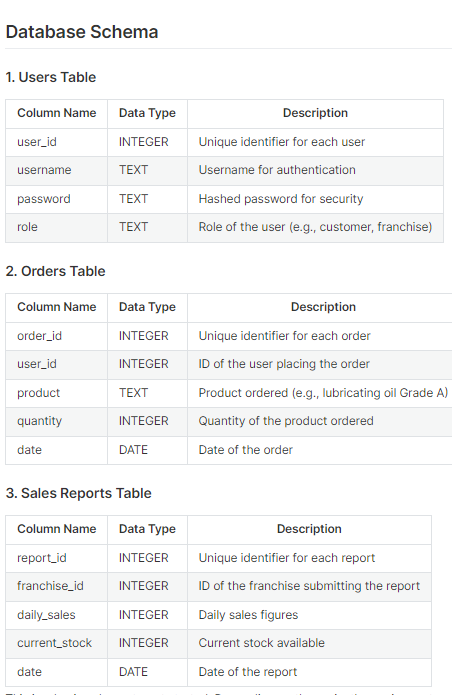 Database Schema
1. Users Table
Column Name Data Type Description
user_id INTEGER Unique identifier for each user
username TEXT Username for authentication
password TEXT Hashed password for security
role TEXT Role of the user (e.g., customer, franchise)
2. Orders Table
Column Name Data Type Description
order_id INTEGER Unique identifier for each order
user_id INTEGER ID of the user placing the order
product TEXT Product ordered (e.g., lubricating oil Grade A)
quantity INTEGER Quantity of the product ordered
date DATE Date of the order
3. Sales Reports Table
Column Name Data Type Description
report_id INTEGER Unique identifier for each report
franchise_id INTEGER ID of the franchise submitting the report
daily_sales INTEGER Daily sales figures
current_stock INTEGER Current stock available
date DATE Date of the report